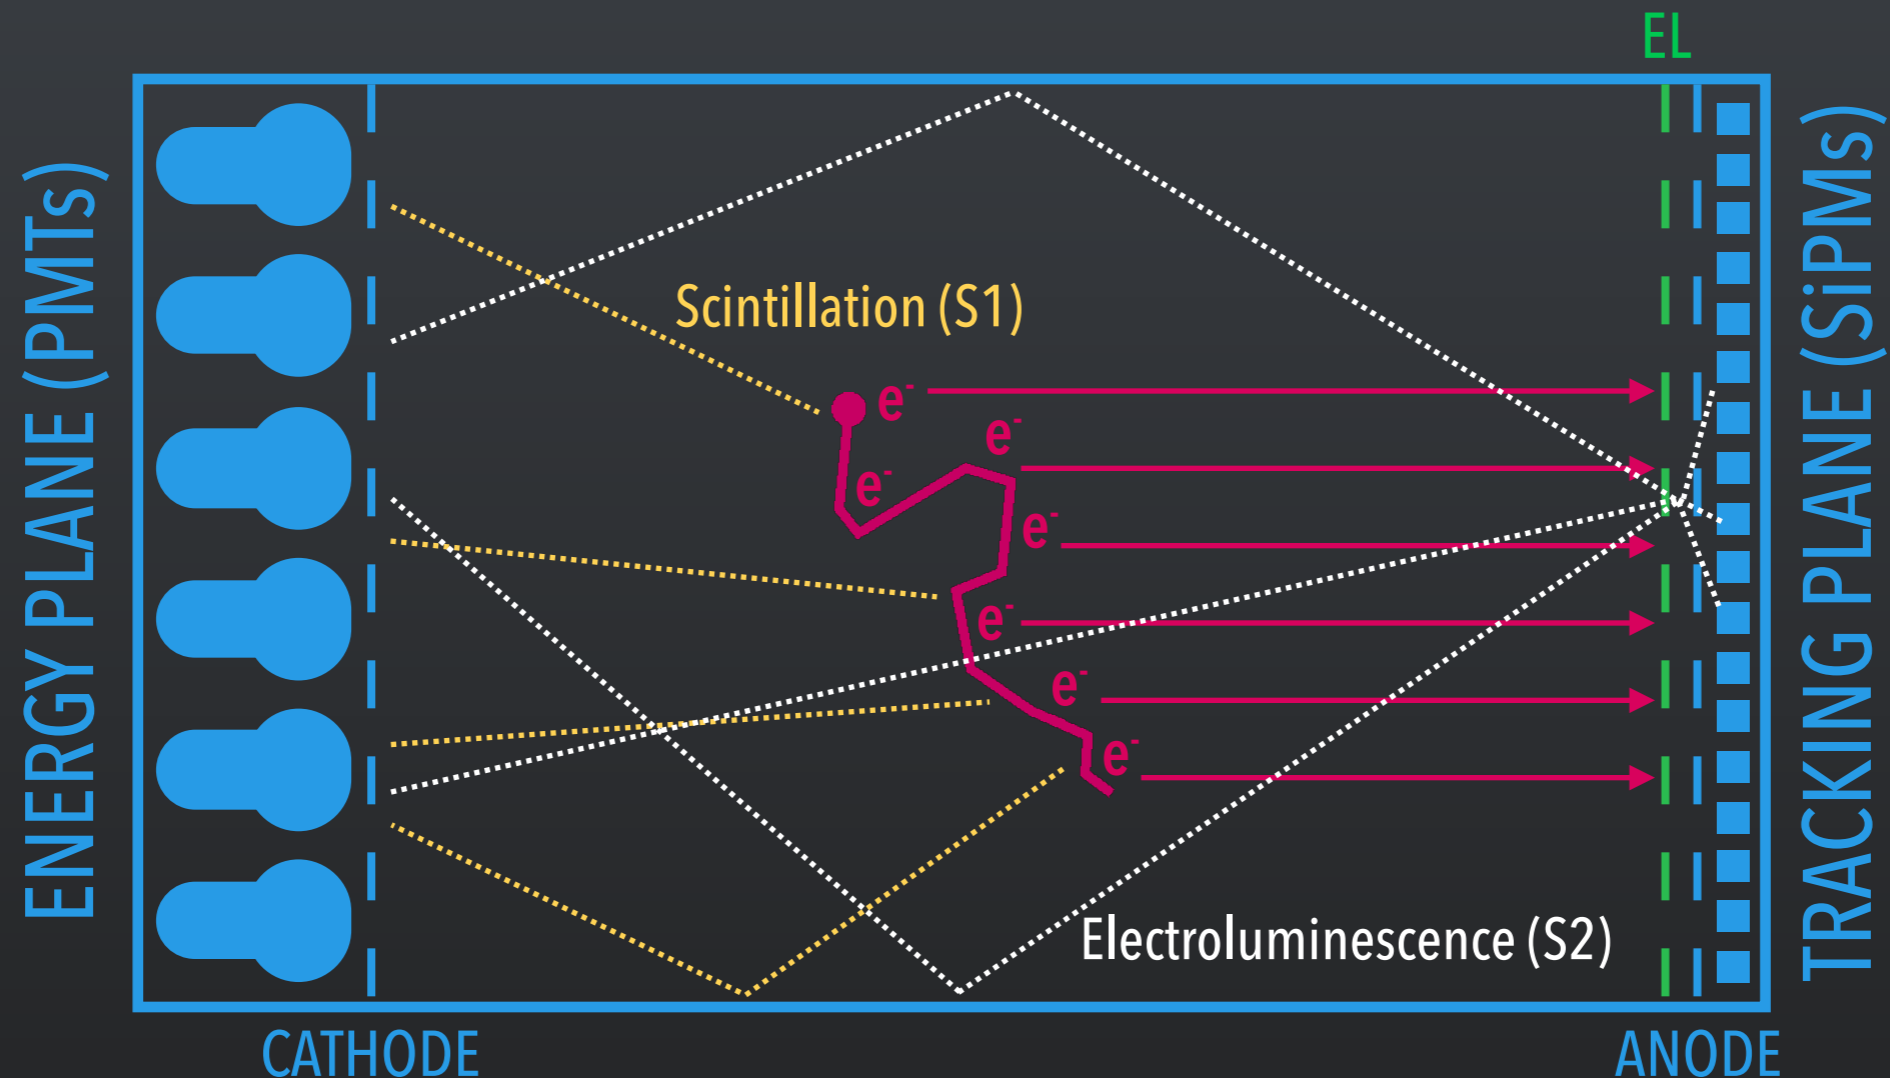 EL
ENERGY PLANE (PMTs)
Scintillation (S1)
e-
e-
e-
e-
e-
e-
e-
Electroluminescence (S2)
TRACKING PLANE (SiPMs)
CATHODE
ANODE